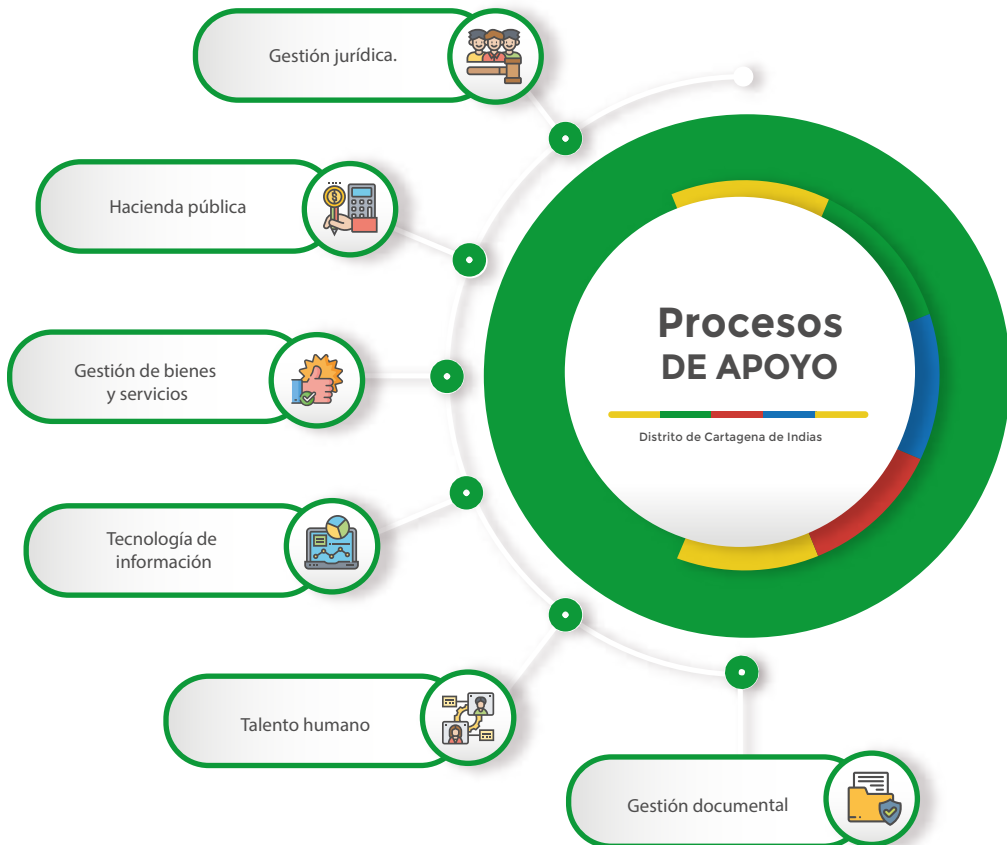 Gestión jurídica.
Hacienda pública
Gestión de bienes
y servicios
Tecnología de
información
Talento humano
Gestión documental
Procesos
DE APOYO
Distrito de Cartagena de Indias